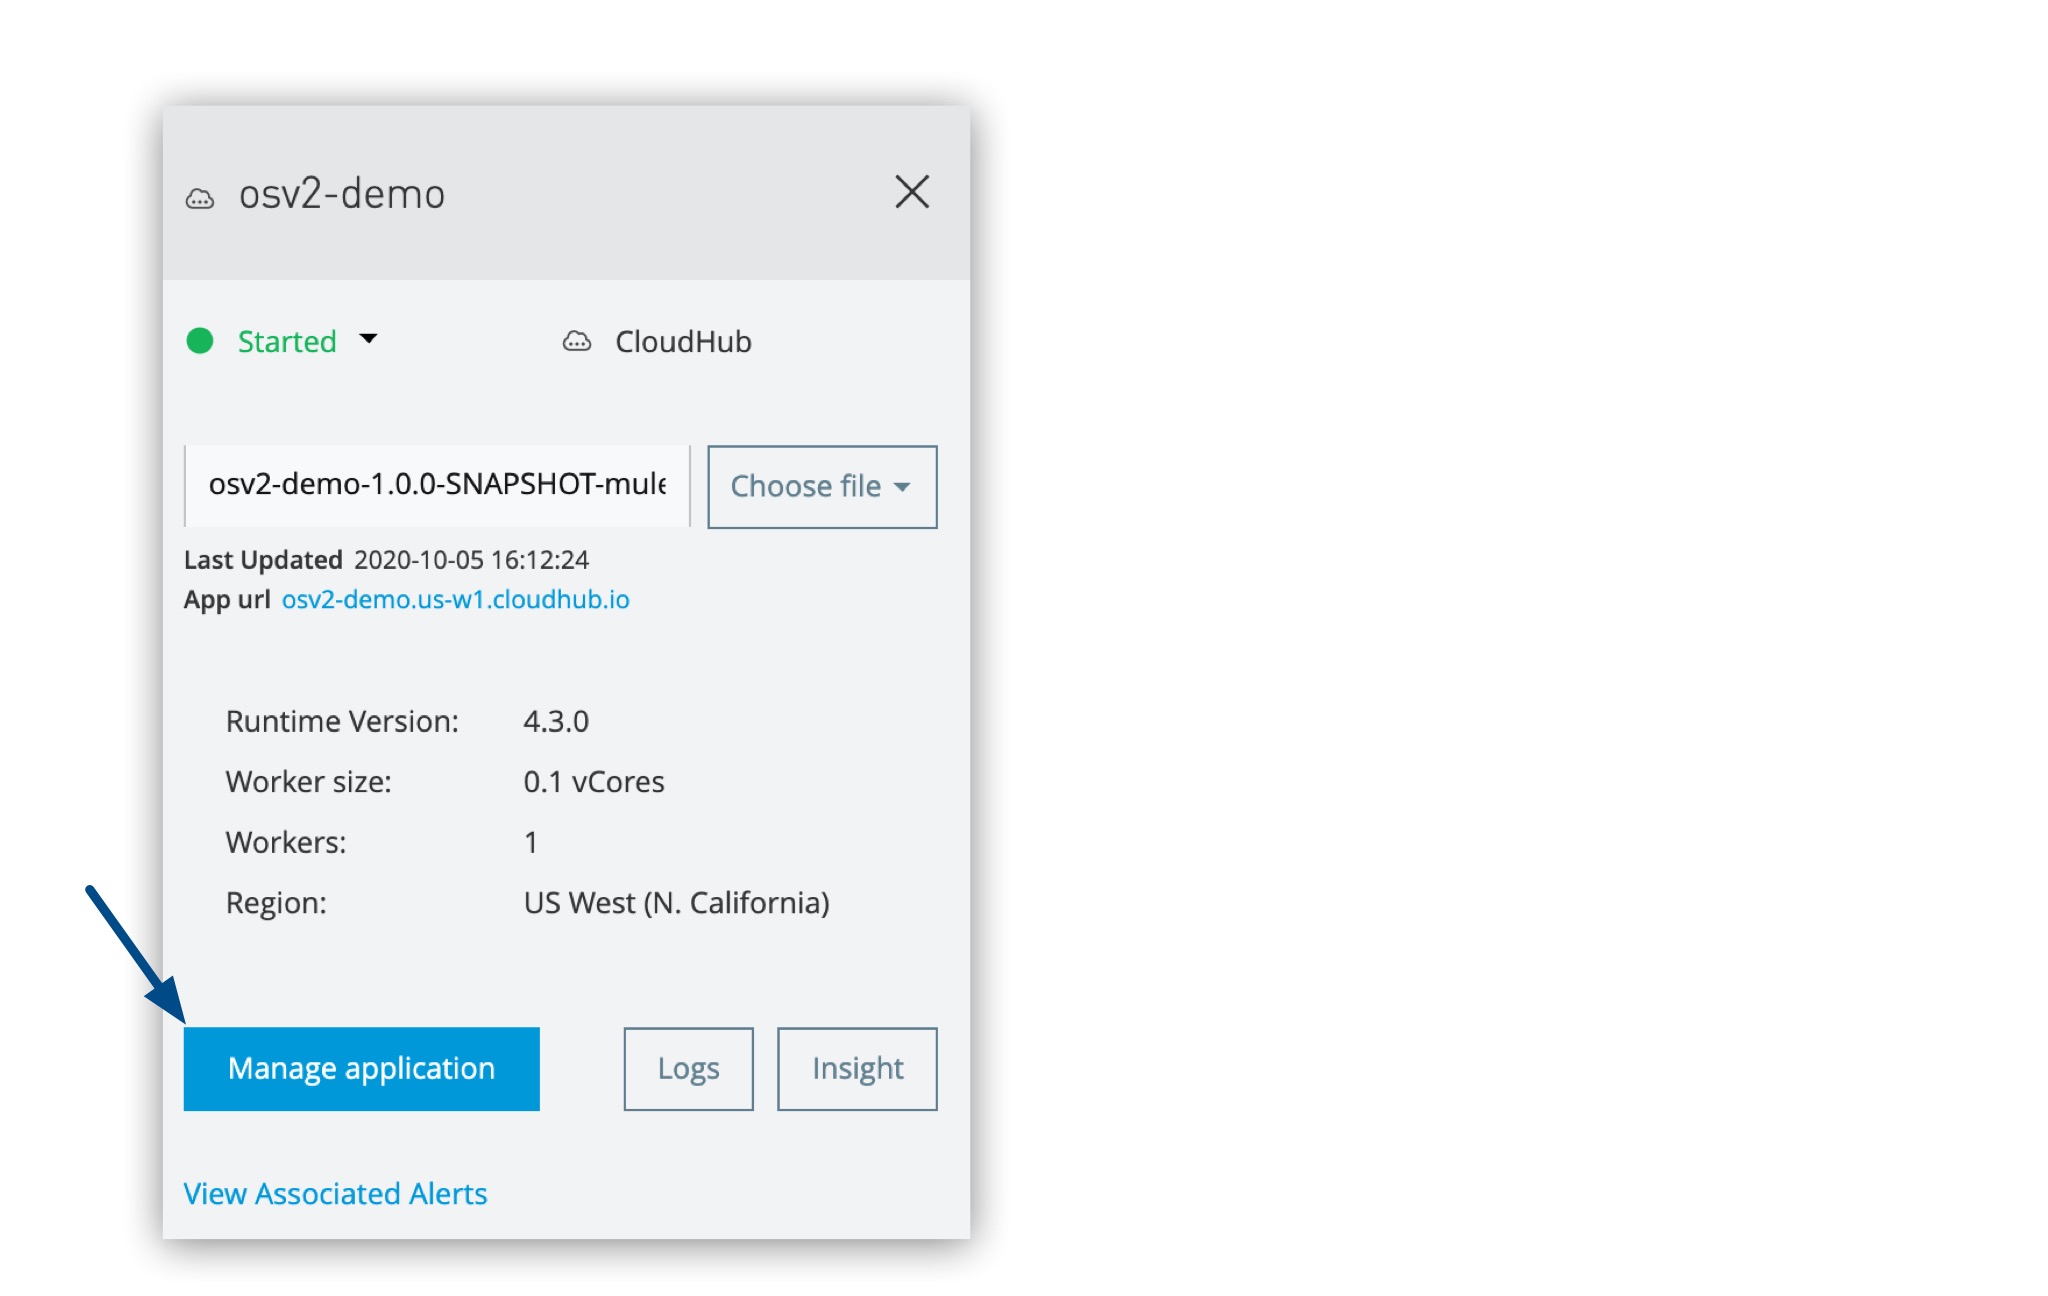 osv2-demo
Started CloudHub
osv2-demo-1.0.0-SNAPSHOT-mule Choose file
Last Updated 2020-10-05 16:12:24
App url osv2-demo.us-w1.cloudhub.io
Runtime Version: 4.3.0
Worker size: 0.1 vCores
Workers: 1
Region: US West (N. California)
Manage application Logs Insight
View Associated Alerts